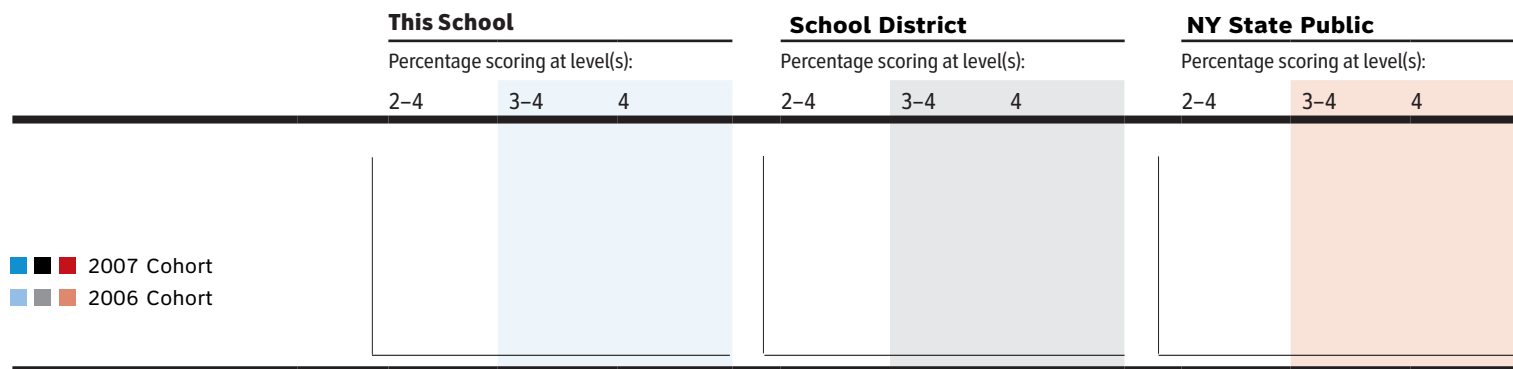 This School School District NY State Public
Percentage scoring at level(s): Percentage scoring at level(s): Percentage scoring at level(s):
2–4 3–4 4 2–4 3–4 4 2–4 3–4 4
2007 Cohort
2006 Cohort